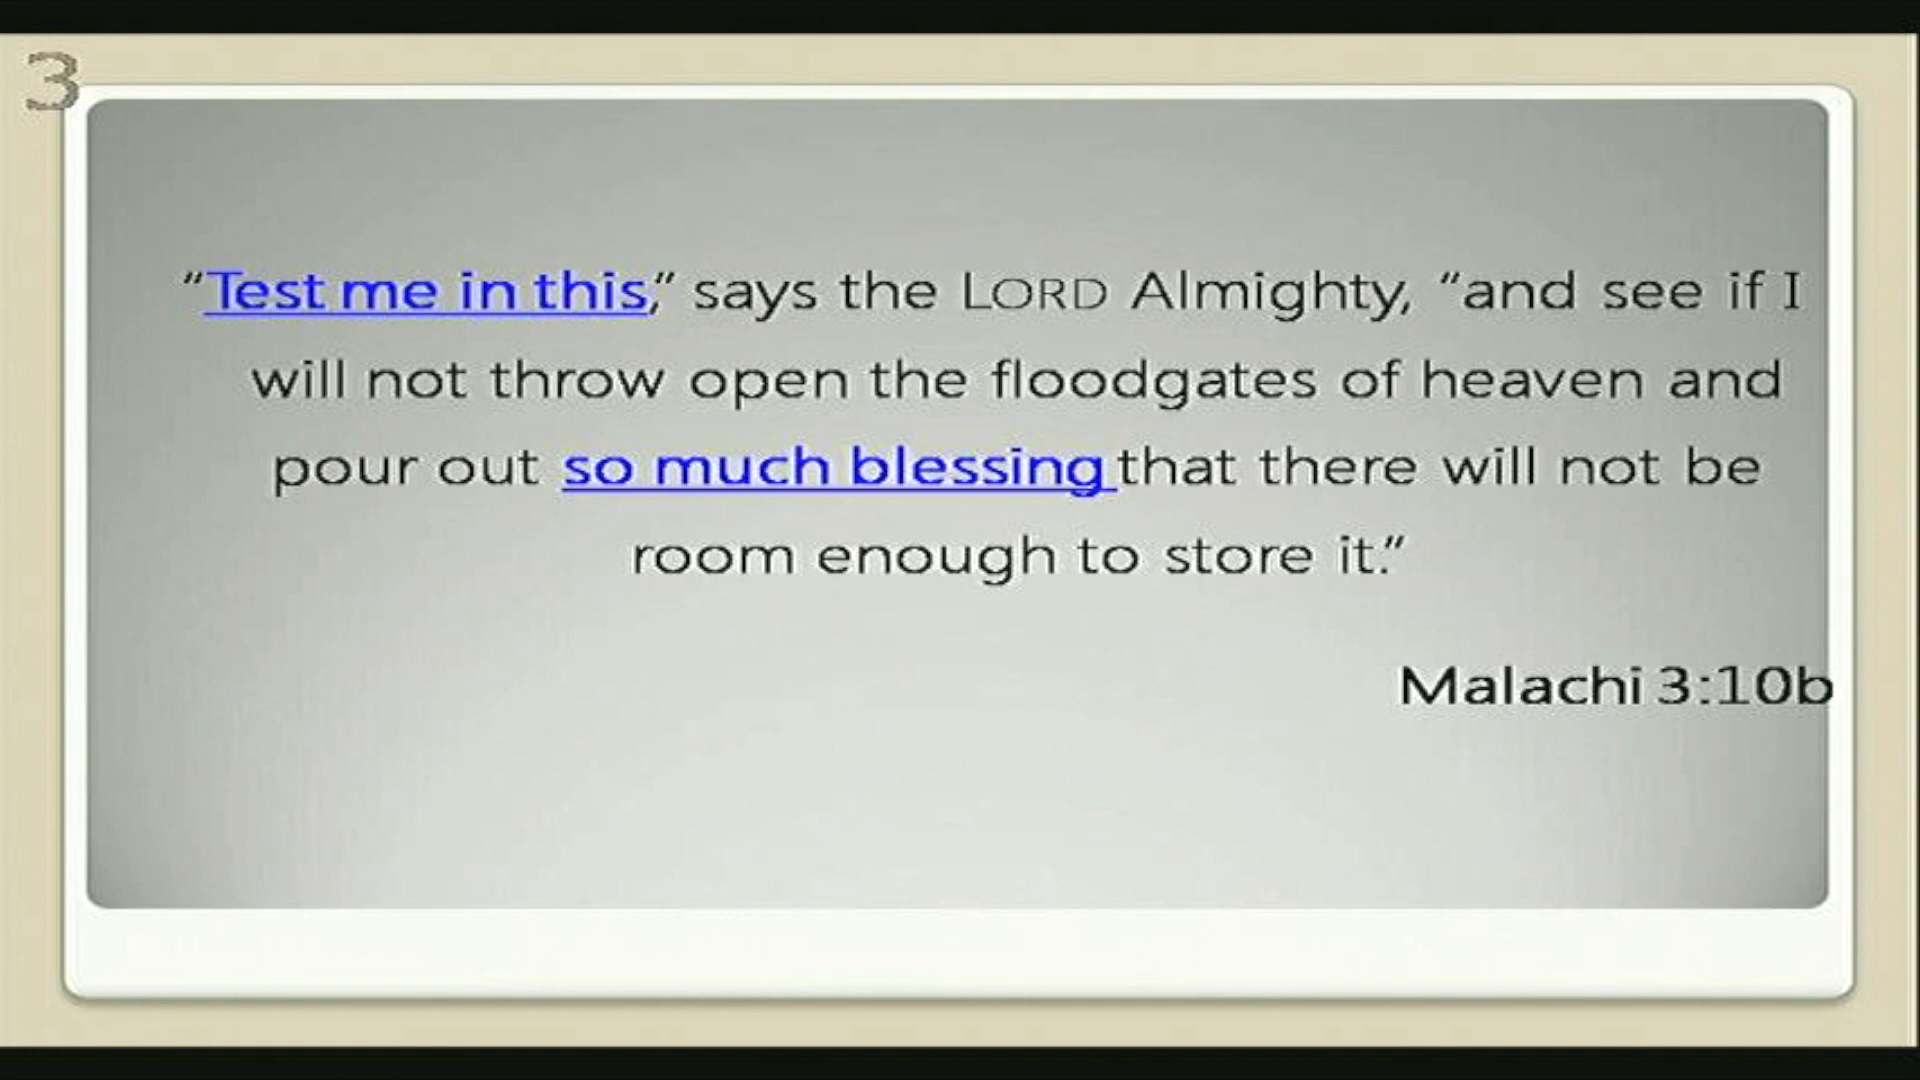 3
“Test me in this,” says the LORD Almighty, “and see if I
will not throw open the floodgates of heaven and
pour out so much blessing that there will not be
room enough to store it.”
Malachi 3:10b